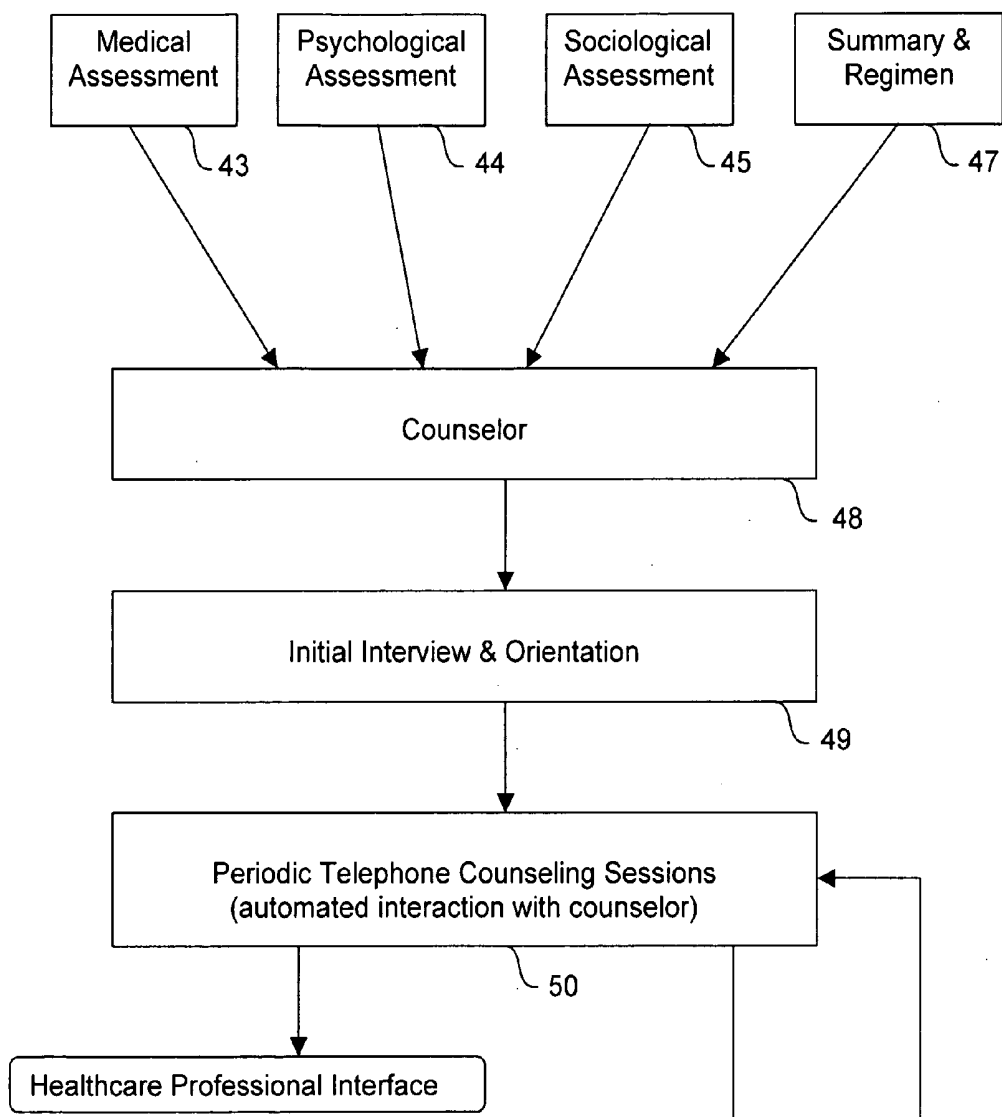 Medical
Assessment
Psychological
Assessment
Sociological
Assessment
Summary &
Regimen
43
44
45
47
Counselor
48
Initial Interview & Orientation
49
Periodic Telephone Counseling Sessions
(automated interaction with counselor)
50
Healthcare Professional Interface